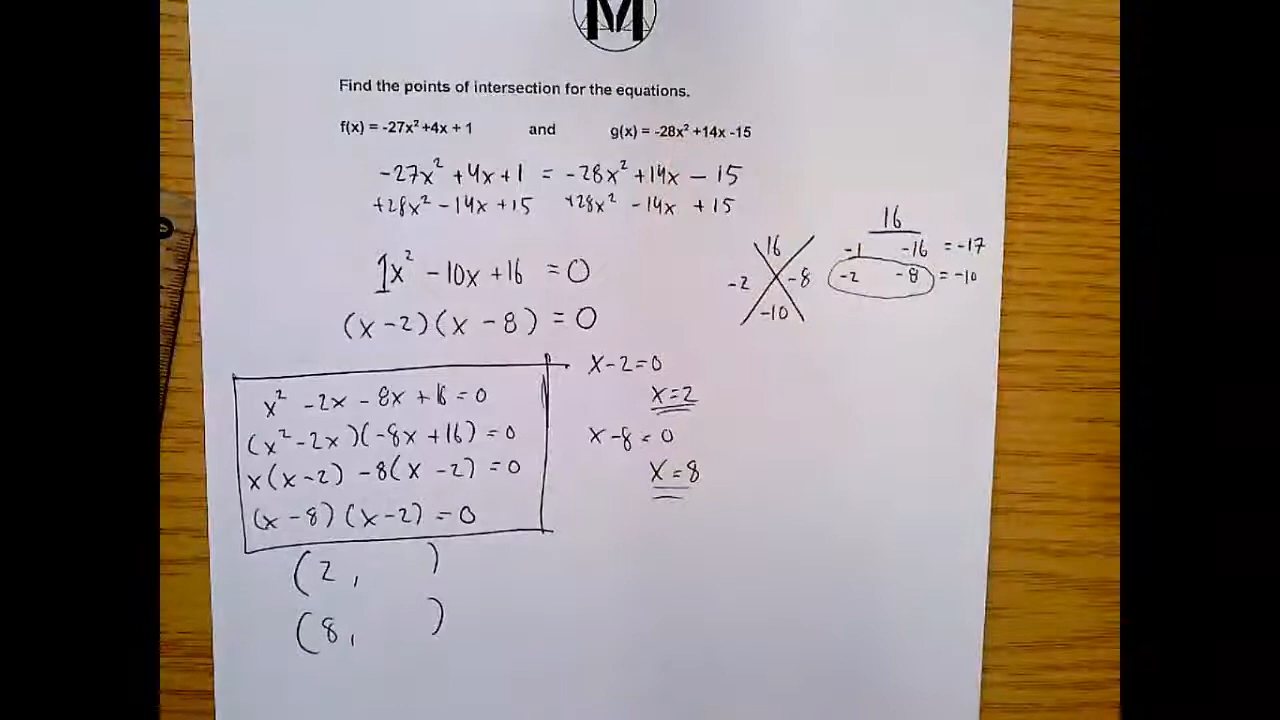 M
Find the points of intersection for the equations.
f(x) = -27x² +4x + 1 and g(x) = -28x² +14x -15
-27x² +4x+1 = -28x² +14x - 15
+28x² -14x +15 +28x² -14x +15
1x² - 10x +16 = 0
(x-2)(x-8) = 0
16
-2 -8
-10
16
-1 -16 = -17
-2 -8 = -10
x² -2x -8x +16 = 0
(x²-2x)(-8x+16) = 0
x(x-2) -8(x-2) = 0
(x-8)(x-2) = 0
x-2=0
x=2
x-8=0
x=8
(2, )
(8, )